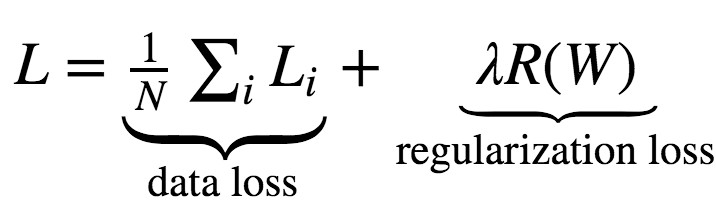 L = 1/N ∑ᵢ Lᵢ + λR(W)
data loss
regularization loss